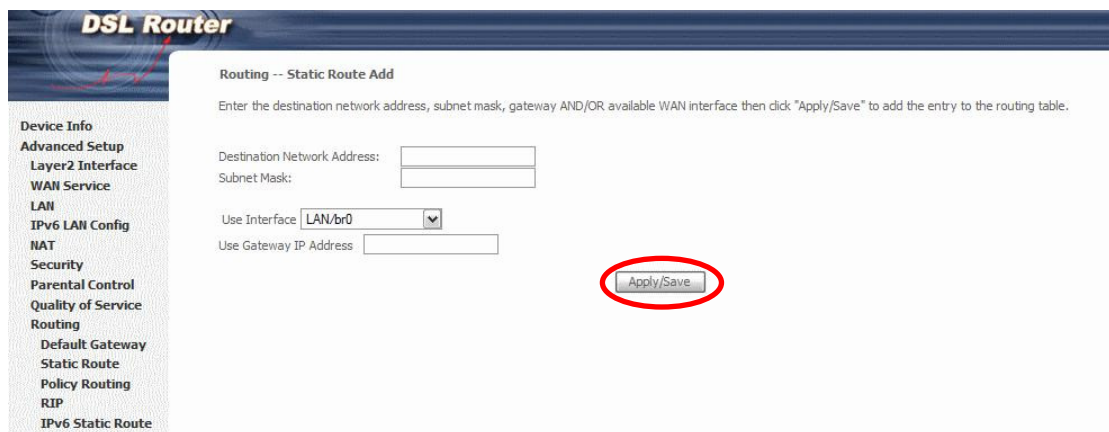 DSL Router
Routing -- Static Route Add
Enter the destination network address, subnet mask, gateway AND/OR available WAN interface then click "Apply/Save" to add the entry to the routing table.
Device Info
Advanced Setup
Layer2 Interface
WAN Service
LAN
IPv6 LAN Config
NAT
Security
Parental Control
Quality of Service
Routing
Default Gateway
Static Route
Policy Routing
RIP
IPv6 Static Route
Destination Network Address:
Subnet Mask:
Use Interface LAN/br0
Use Gateway IP Address
Apply/Save